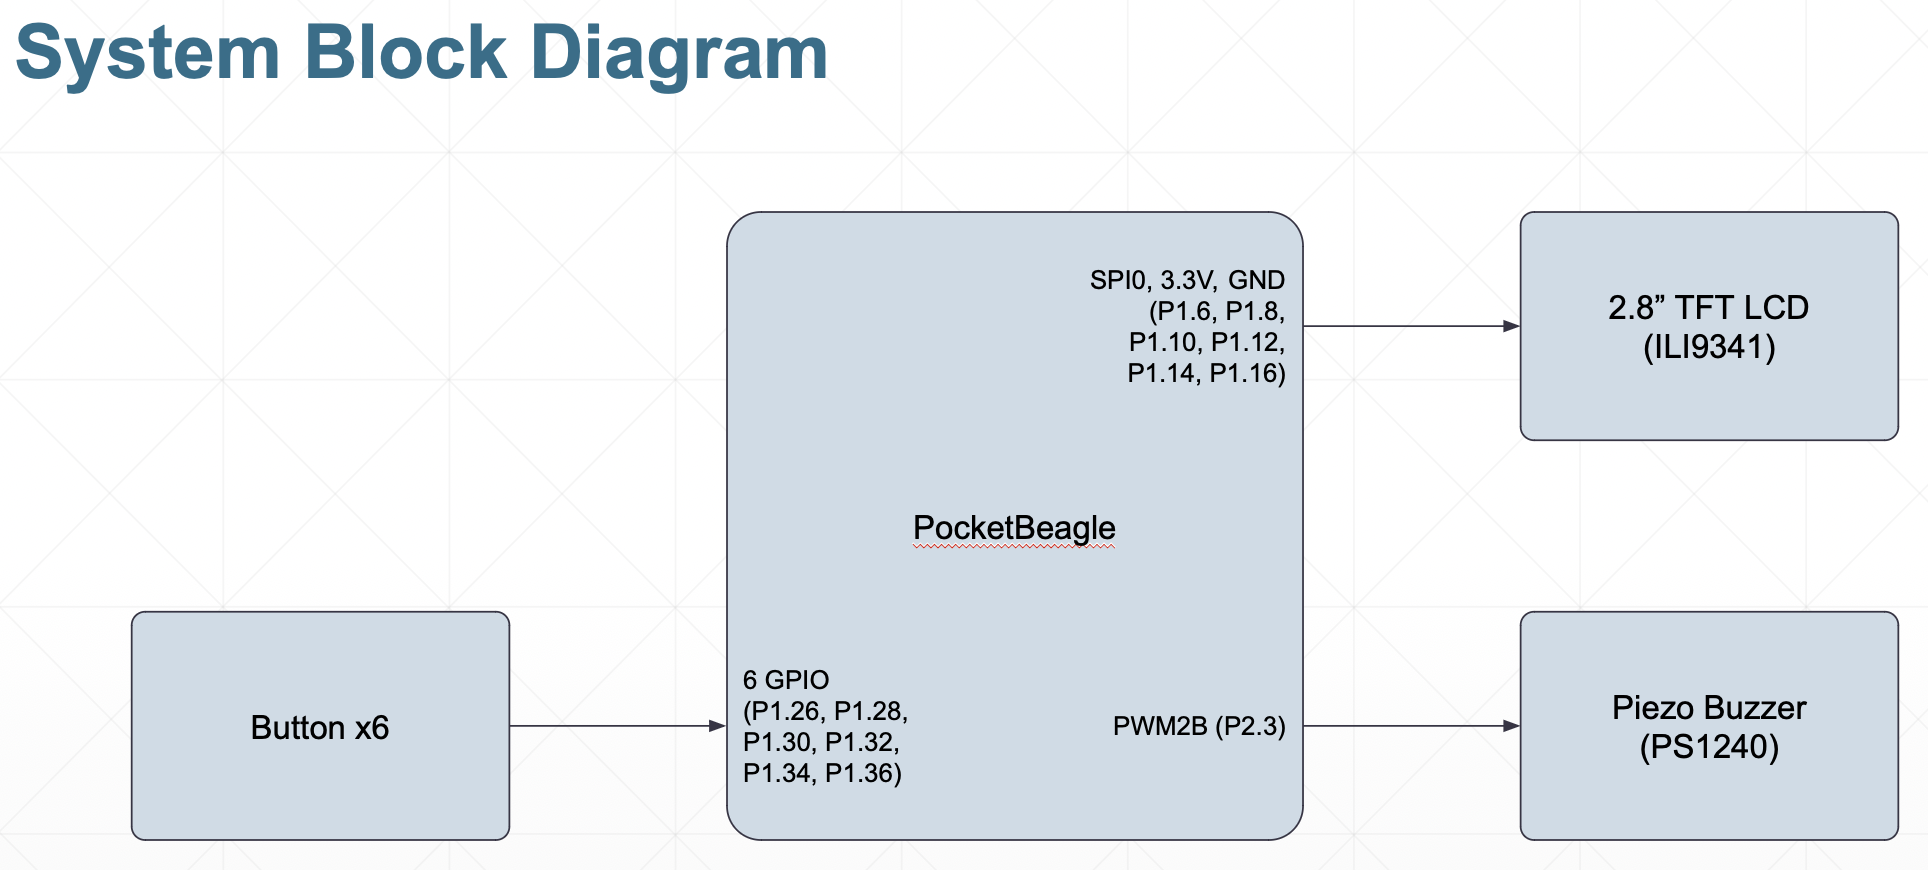 System Block Diagram
SPI0, 3.3V, GND
(P1.6, P1.8,
P1.10, P1.12,
P1.14, P1.16)
2.8” TFT LCD
(ILI9341)
PocketBeagle
Button x6
6 GPIO
(P1.26, P1.28,
P1.30, P1.32,
P1.34, P1.36)
PWM2B (P2.3)
Piezo Buzzer
(PS1240)